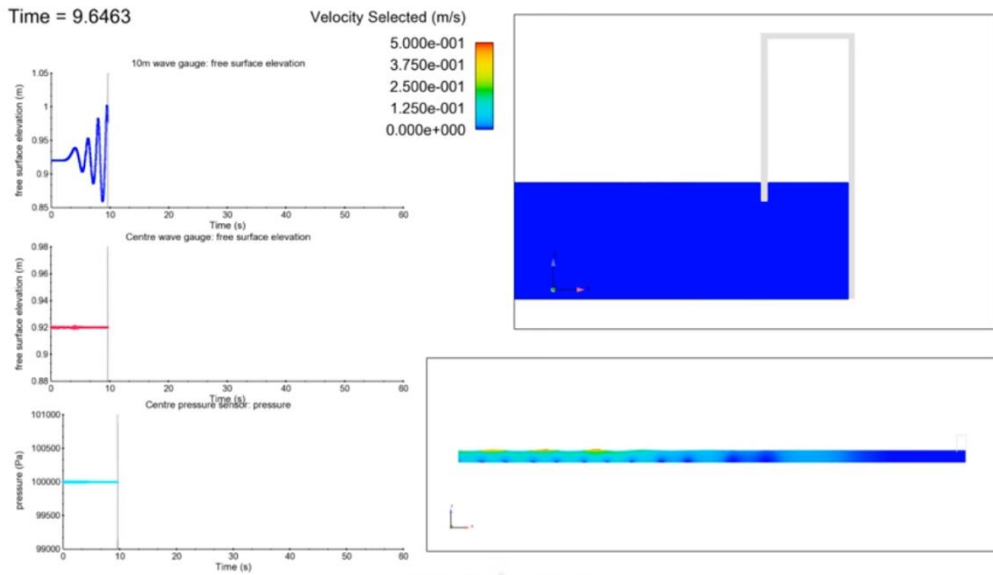 Time = 9.6463
Velocity Selected (m/s)
5.000e-001
3.750e-001
2.500e-001
1.250e-001
0.000e+000
10m wave gauge: free surface elevation
free surface elevation (m)
1.05
1
0.95
0.9
0.85
0 10 20 30 40 50 60
Time (s)
Centre wave gauge: free surface elevation
free surface elevation (m)
0.98
0.96
0.94
0.92
0.9
0.88
0 10 20 30 40 50 60
Time (s)
Centre pressure sensor: pressure
pressure (Pa)
101000
100500
100000
99500
99000
0 10 20 30 40 50 60
Time (s)